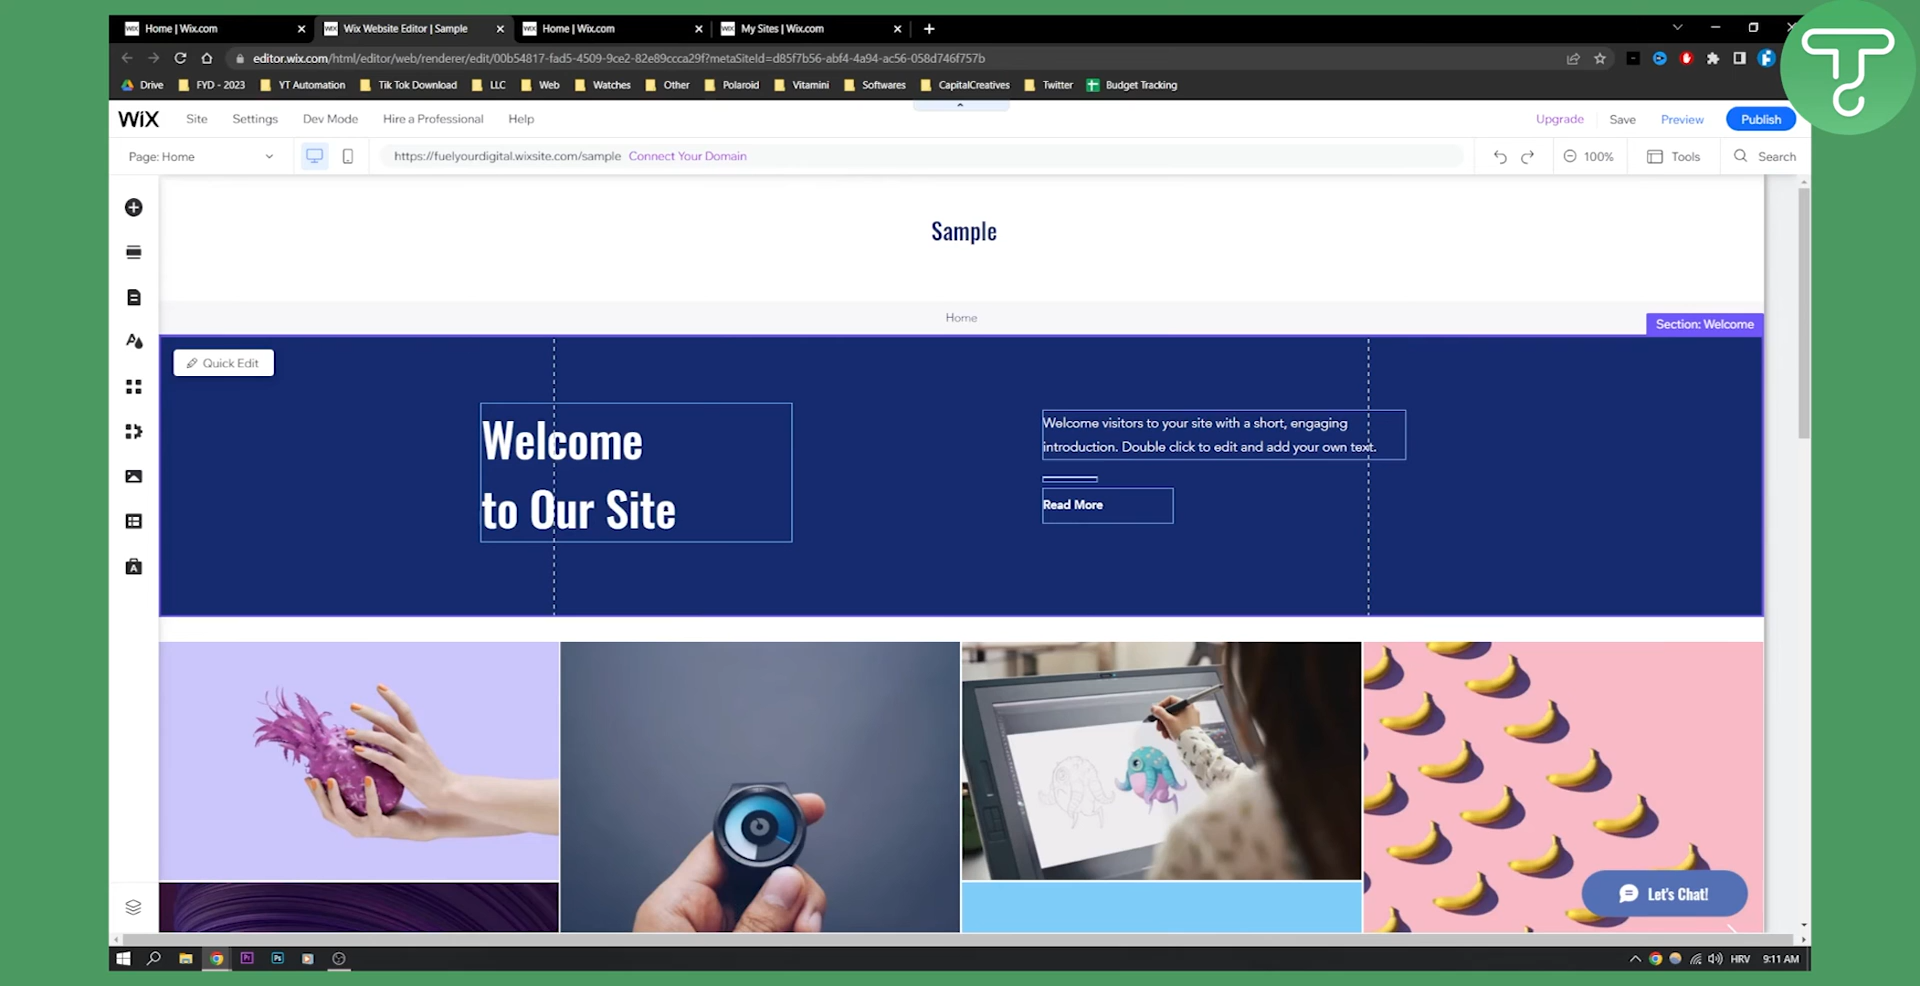 Home | Wix.com
Wix Website Editor | Sample
Home | Wix.com
My Sites | Wix.com
editor.wix.com/html/editor/web/renderer/edit/00b54817-fad5-4509-9ce2-82e89ccca29f?metaSiteId=d85f7b56-abf4-4a94-ac56-058d746f757b
Drive
FYD - 2023
YT Automation
Tik Tok Download
LLC
Web
Watches
Other
Polaroid
Vitamini
Softwares
CapitalCreatives
Twitter
Budget Tracking
WiX
Site
Settings
Dev Mode
Hire a Professional
Help
Upgrade
Save
Preview
Publish
Page: Home
https://fuelyourdigital.wixsite.com/sample Connect Your Domain
100%
Tools
Search
Sample
Home
Section: Welcome
Quick Edit
Welcome
to Our Site
Welcome visitors to your site with a short, engaging
introduction. Double click to edit and add your own text.
Read More
Let's Chat!
HRV
9:11 AM